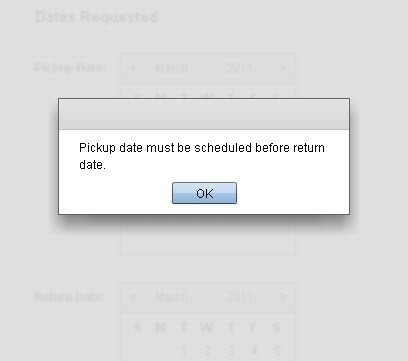 Dates Requested
Pickup Date:
< March 2011 >
S M T W T F S
Pickup date must be scheduled before return
date.
OK
Return Date:
< March 2011 >
S M T W T F S
1 2 3 4 5